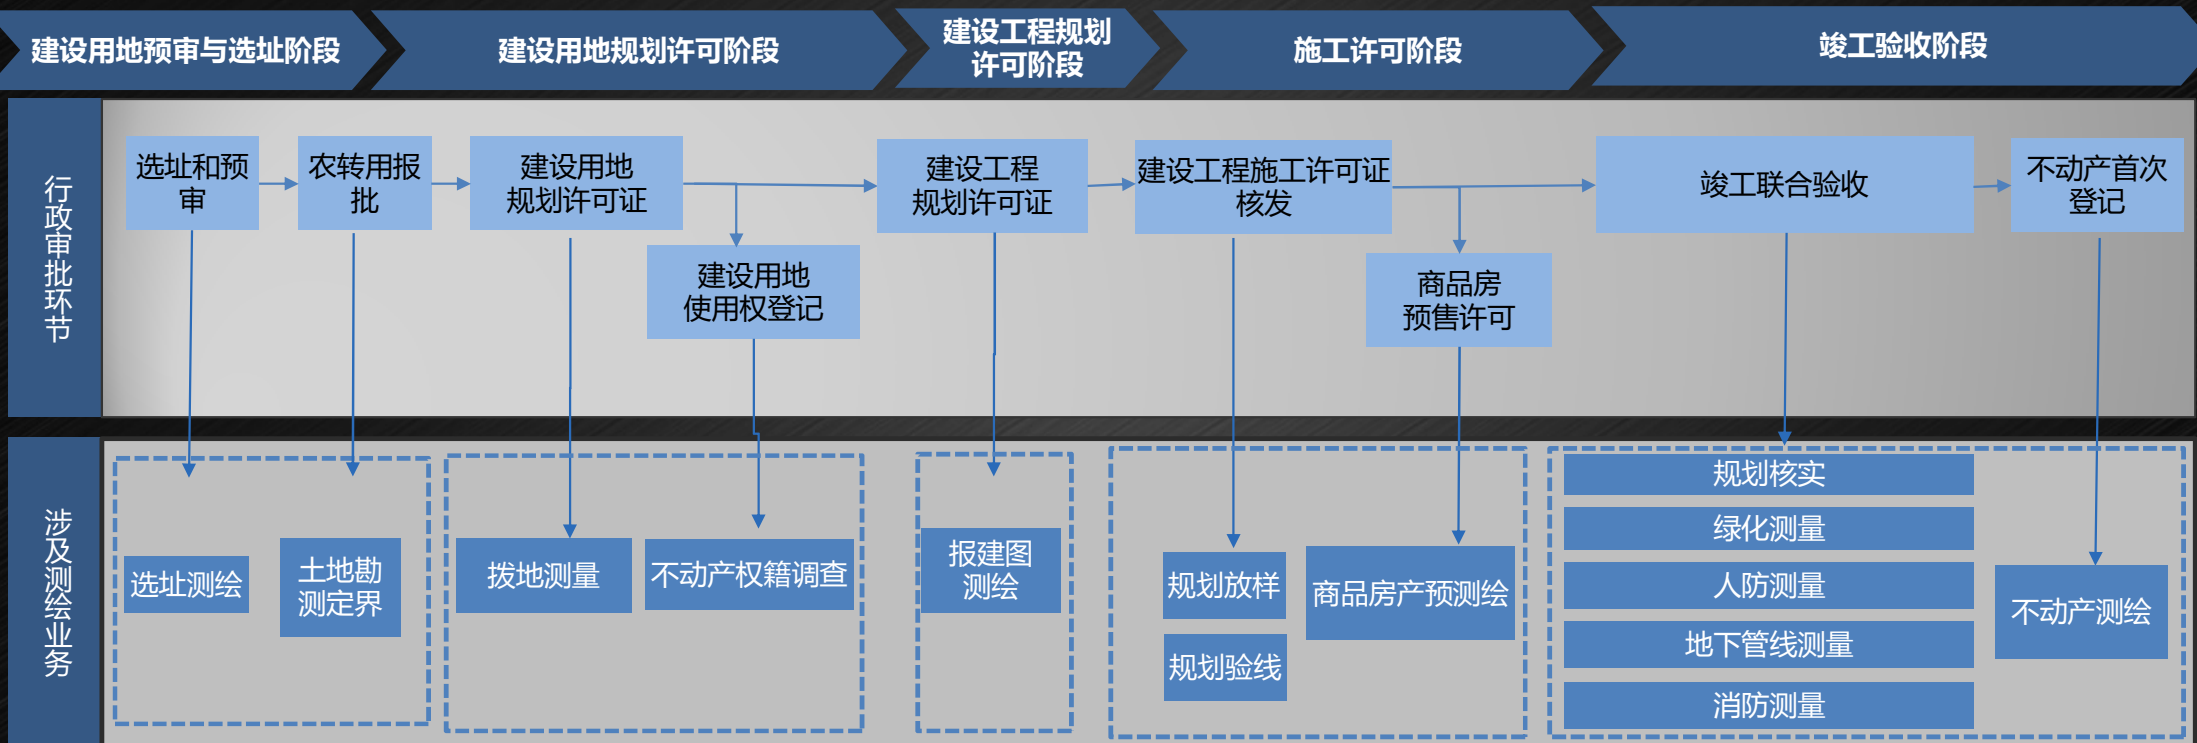 建设用地预审与选址阶段
建设用地规划许可阶段
建设工程规划
许可阶段
施工许可阶段
竣工验收阶段
行政审批环节
选址和预
审
农转用报
批
建设用地
规划许可证
建设用地
使用权登记
建设工程
规划许可证
建设工程施工许可证
核发
商品房
预售许可
竣工联合验收
不动产首次
登记
涉及测绘业务
选址测绘
土地勘
测定界
拨地测量
不动产权籍调查
报建图
测绘
规划放样
规划验线
商品房产预测绘
规划核实
绿化测量
人防测量
地下管线测量
消防测量
不动产测绘